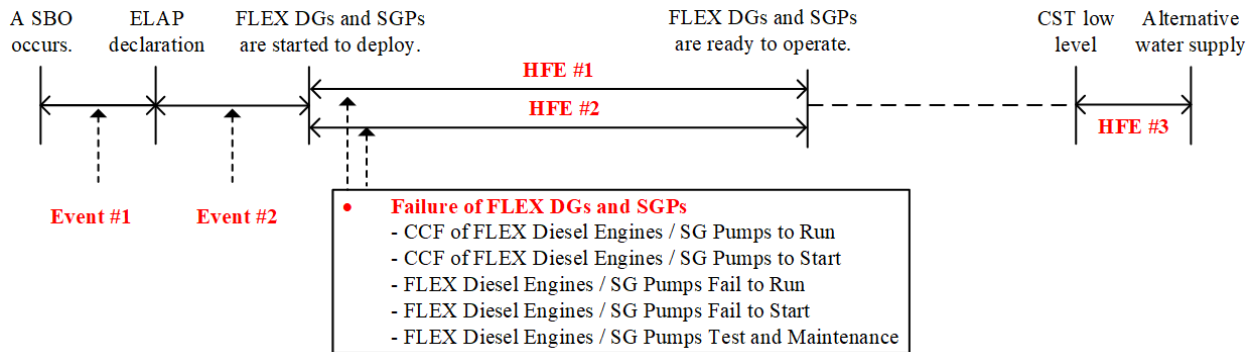 A SBO
occurs.
ELAP
declaration
FLEX DGs and SGPs
are started to deploy.
FLEX DGs and SGPs
are ready to operate.
CST low
level
Alternative
water supply
HFE #1
HFE #2
HFE #3
Event #1
Event #2
• Failure of FLEX DGs and SGPs
- CCF of FLEX Diesel Engines / SG Pumps to Run
- CCF of FLEX Diesel Engines / SG Pumps to Start
- FLEX Diesel Engines / SG Pumps Fail to Run
- FLEX Diesel Engines / SG Pumps Fail to Start
- FLEX Diesel Engines / SG Pumps Test and Maintenance